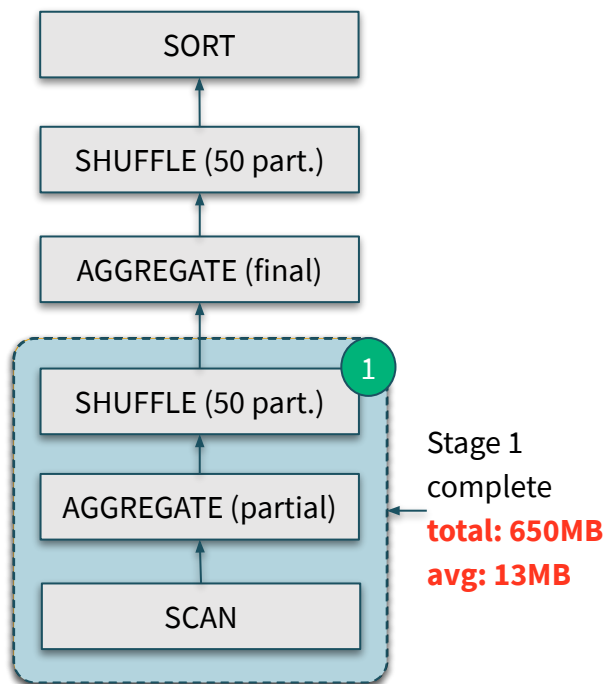 SORT
SHUFFLE (50 part.)
AGGREGATE (final)
1
SHUFFLE (50 part.)
AGGREGATE (partial)
SCAN
Stage 1
complete
total: 650MB
avg: 13MB